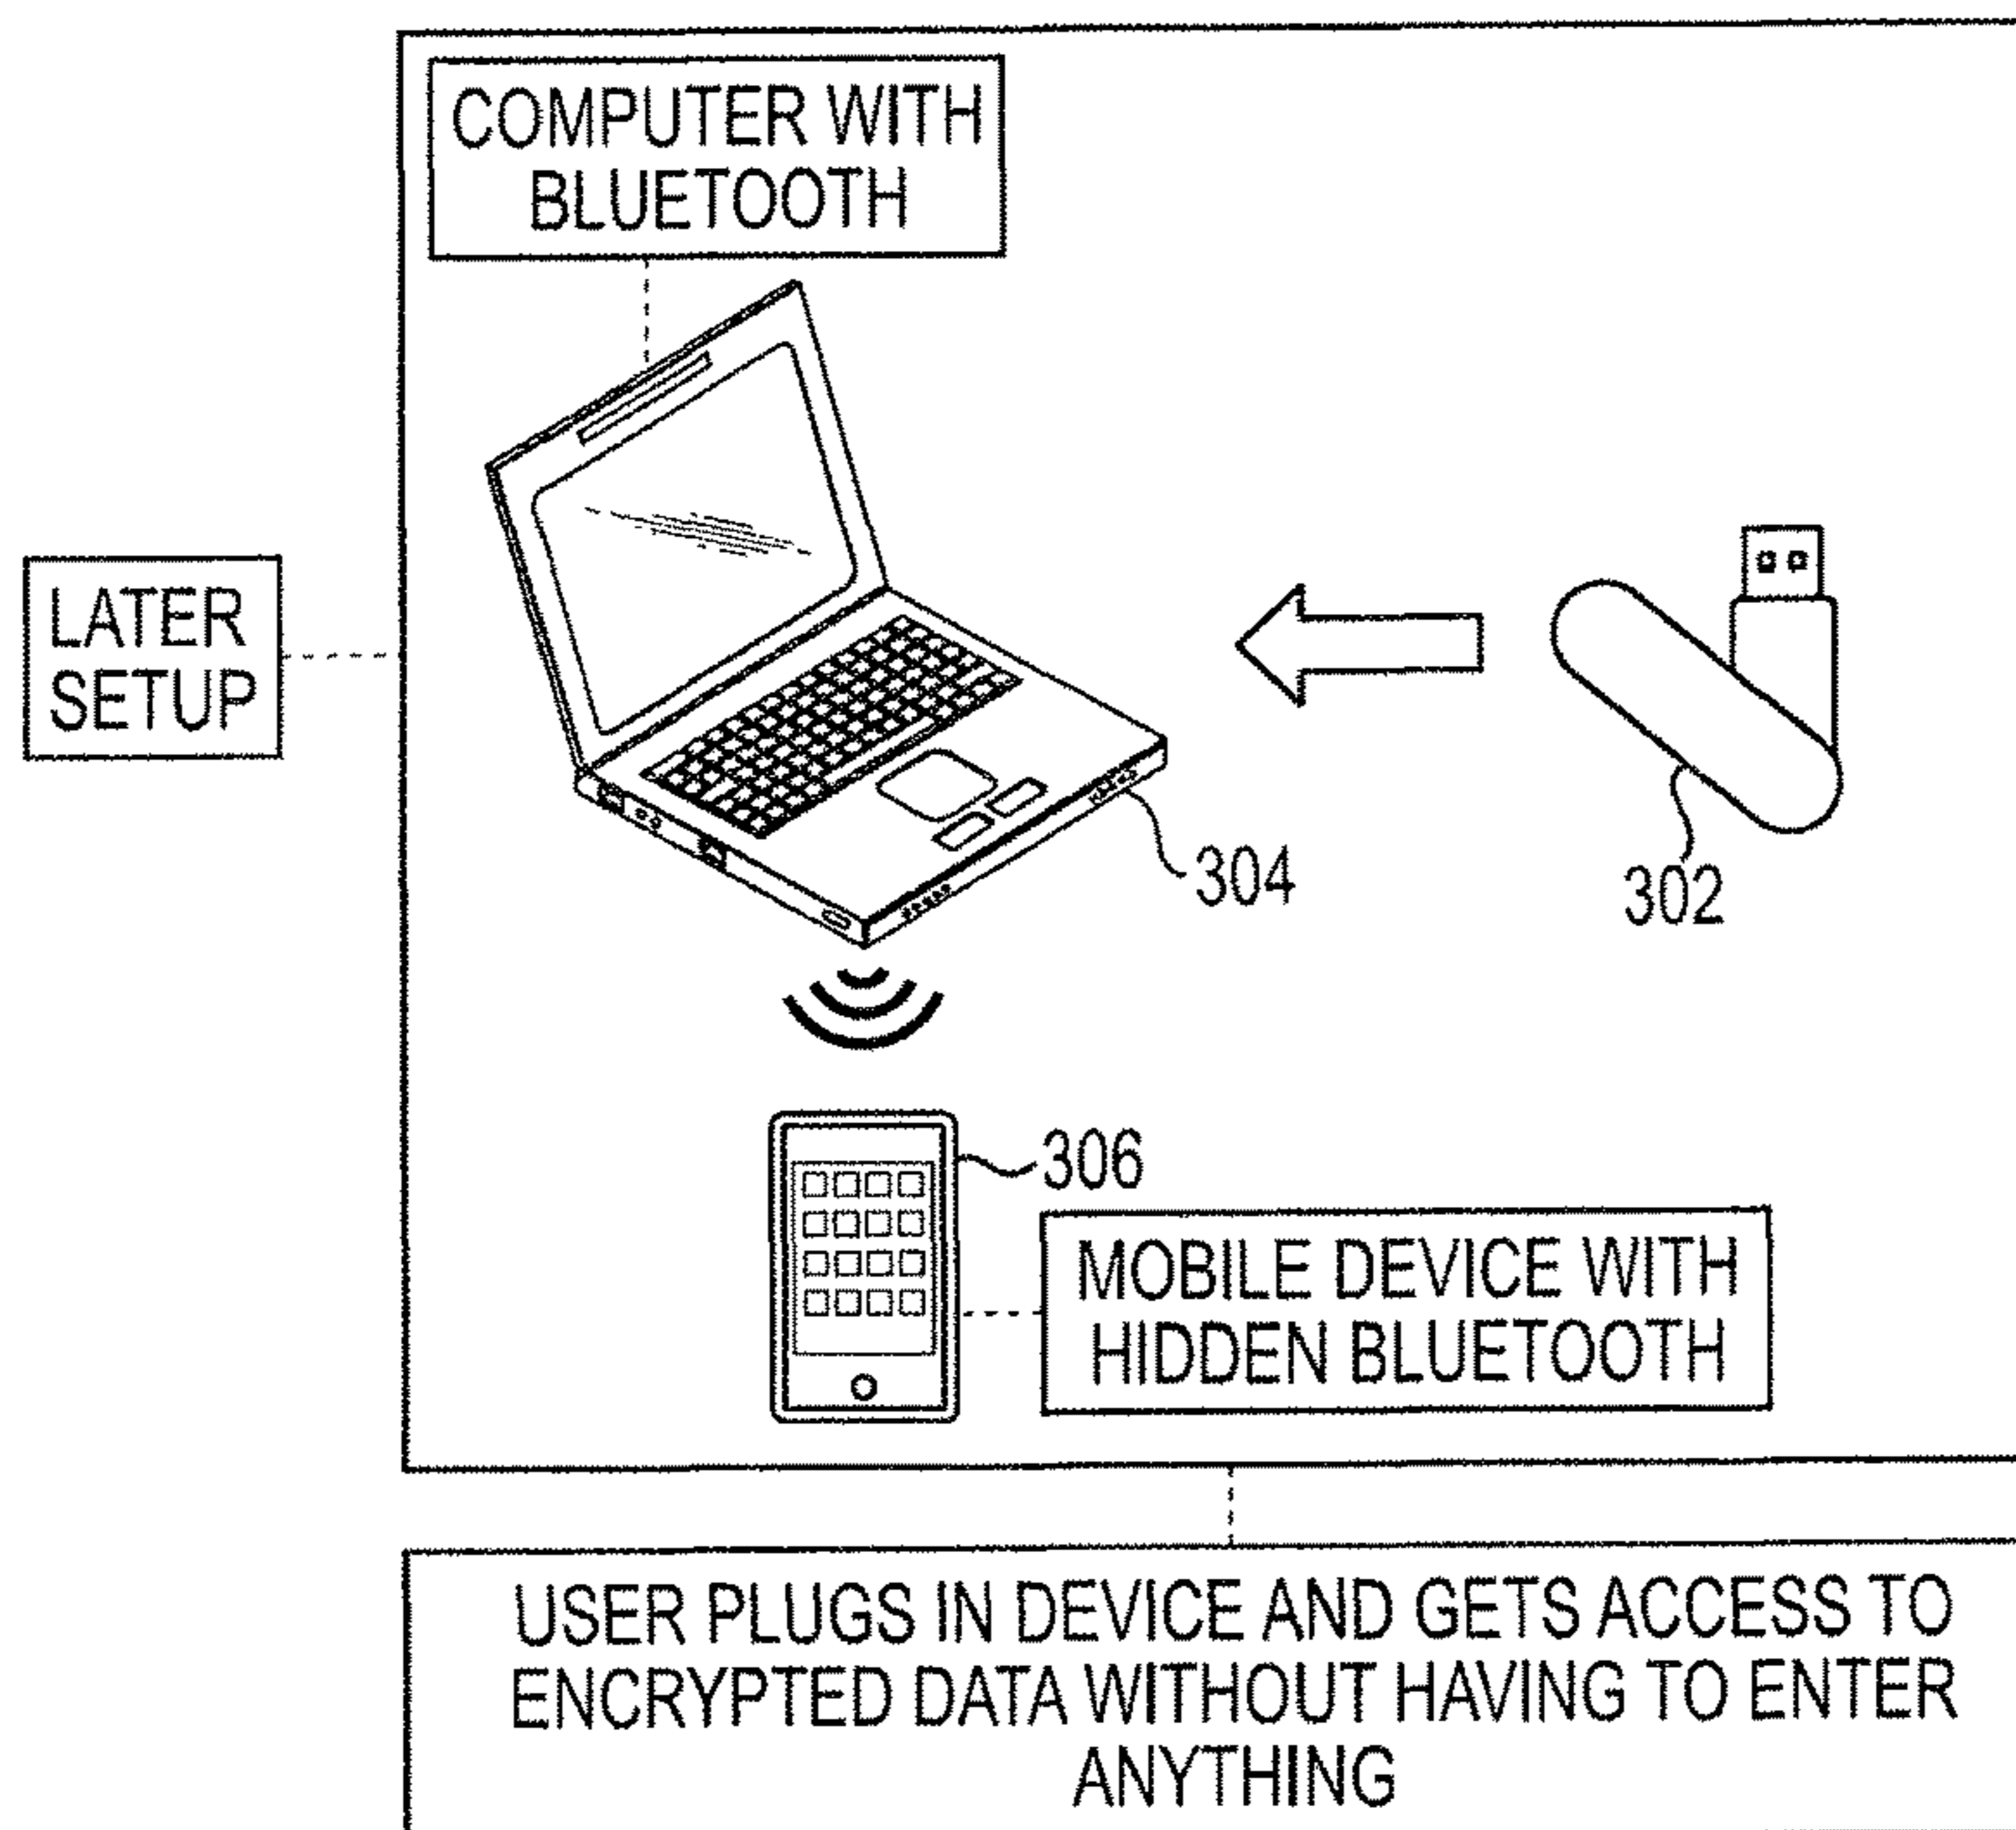 COMPUTER WITH
BLUETOOTH
LATER
SETUP
304
302
306
MOBILE DEVICE WITH
HIDDEN BLUETOOTH
USER PLUGS IN DEVICE AND GETS ACCESS TO
ENCRYPTED DATA WITHOUT HAVING TO ENTER
ANYTHING